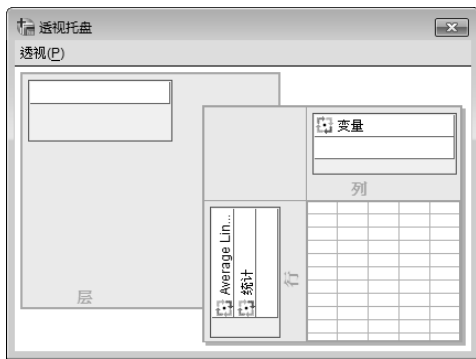 透视托盘
透视(P)
变量
列
Average Lin...
统计
行
层